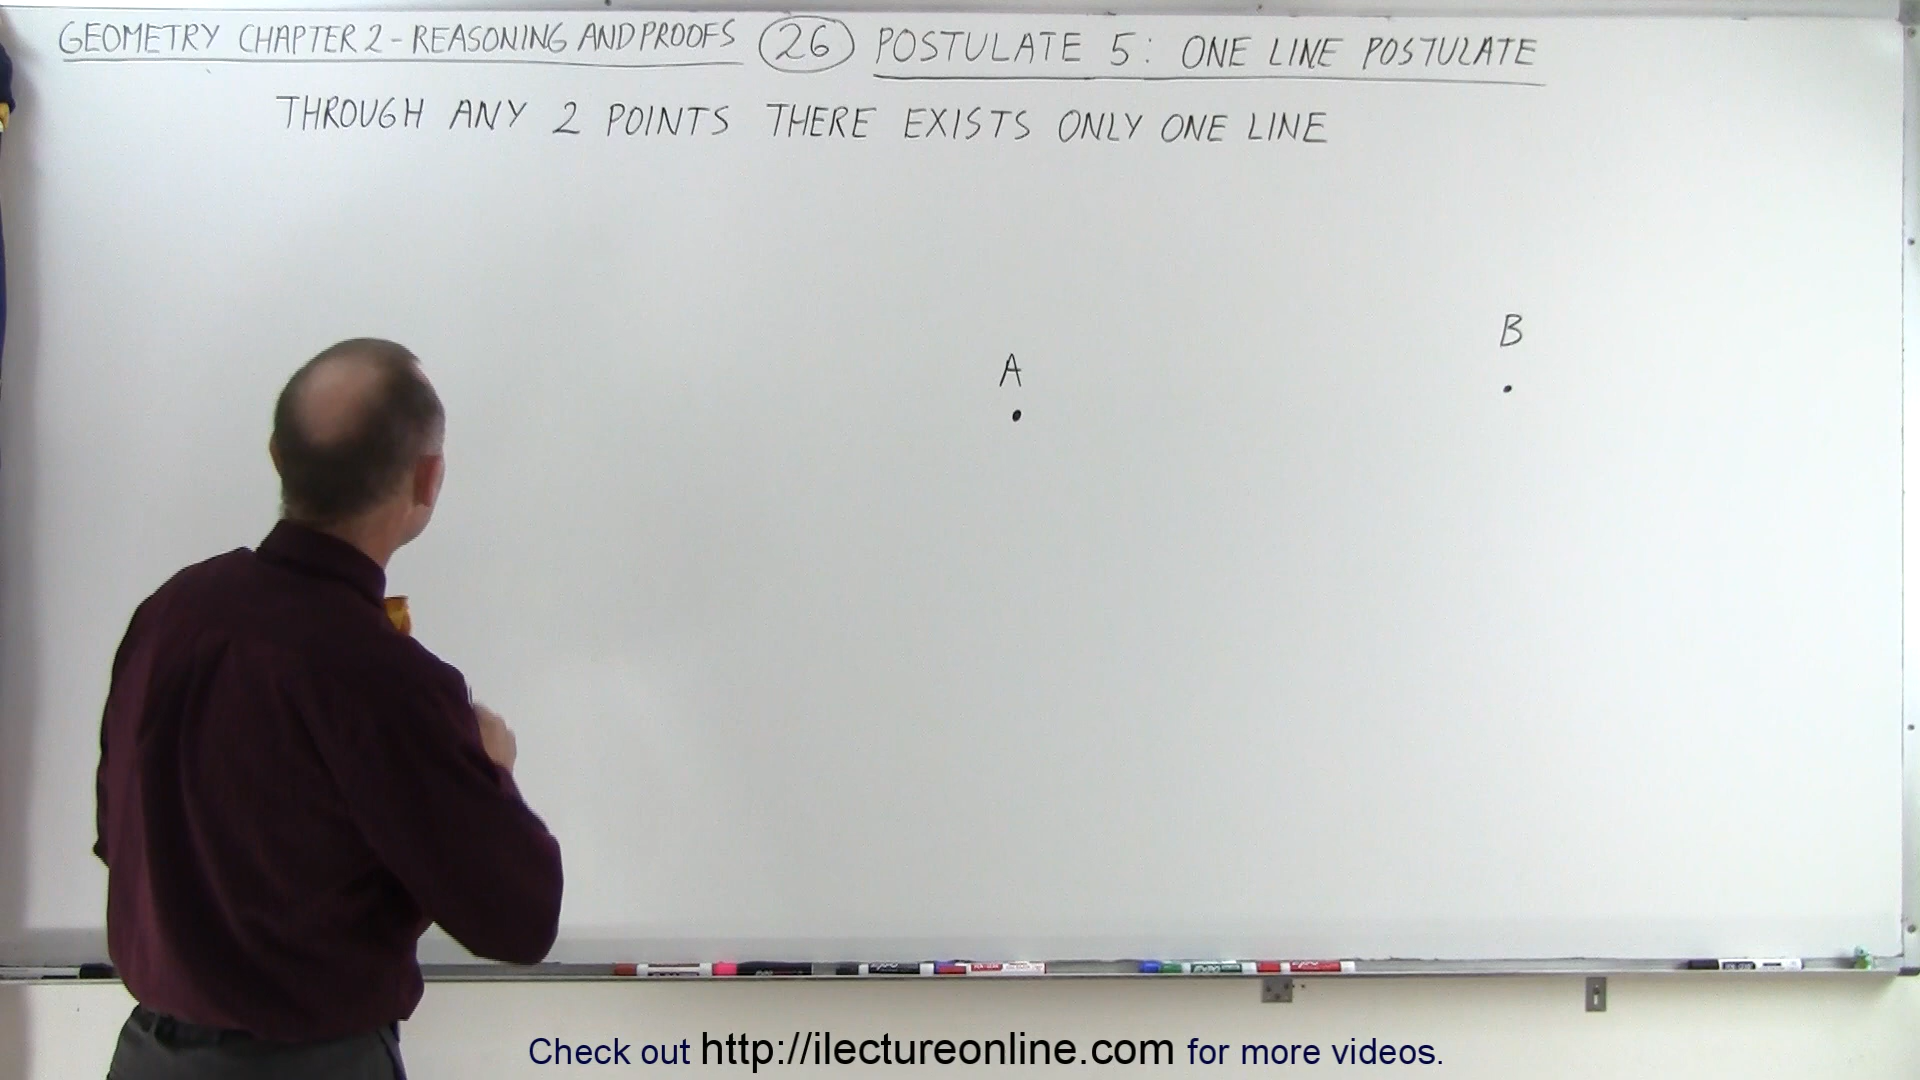 GEOMETRY CHAPTER 2 - REASONING AND PROOFS 26 POSTULATE 5: ONE LINE POSTULATE
THROUGH ANY 2 POINTS THERE EXISTS ONLY ONE LINE
B
A
Check out http://ilectureonline.com for more videos.